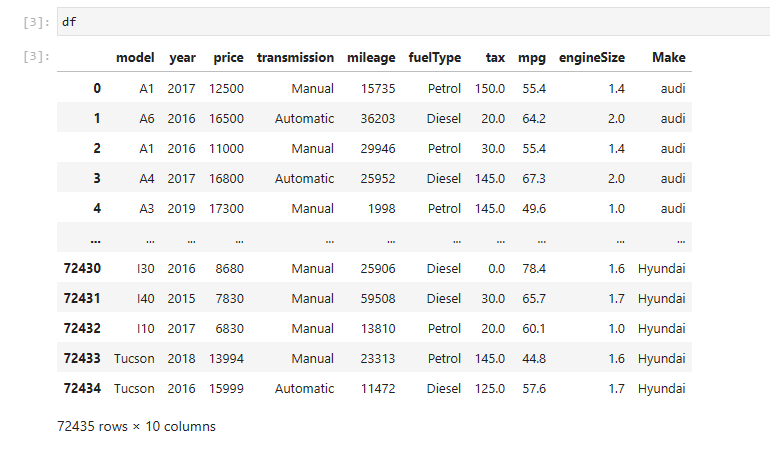 [3]: df
[3]: model year price transmission mileage fuelType tax mpg engineSize Make
0 A1 2017 12500 Manual 15735 Petrol 150.0 55.4 1.4 audi
1 A6 2016 16500 Automatic 36203 Diesel 20.0 64.2 2.0 audi
2 A1 2016 11000 Manual 29946 Petrol 30.0 55.4 1.4 audi
3 A4 2017 16800 Automatic 25952 Diesel 145.0 67.3 2.0 audi
4 A3 2019 17300 Manual 1998 Petrol 145.0 49.6 1.0 audi
... ... ... ... ... ... ... ... ... ... ...
72430 I30 2016 8680 Manual 25906 Diesel 0.0 78.4 1.6 Hyundai
72431 I40 2015 7830 Manual 59508 Diesel 30.0 65.7 1.7 Hyundai
72432 I10 2017 6830 Manual 13810 Petrol 20.0 60.1 1.0 Hyundai
72433 Tucson 2018 13994 Manual 23313 Petrol 145.0 44.8 1.6 Hyundai
72434 Tucson 2016 15999 Automatic 11472 Diesel 125.0 57.6 1.7 Hyundai
72435 rows × 10 columns